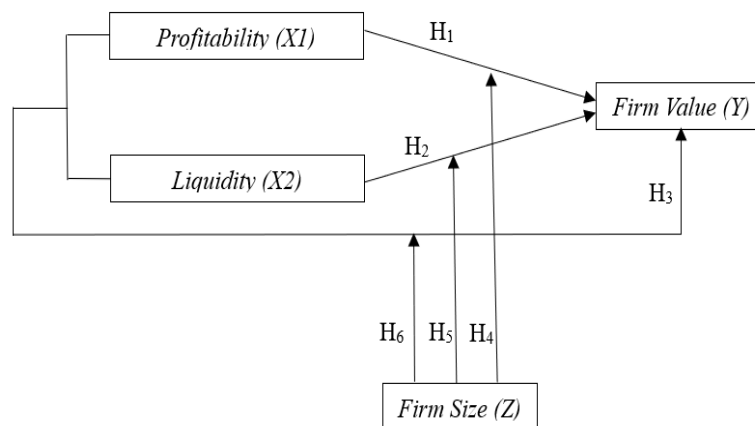 Profitability (X1)
H₁
Firm Value (Y)
H₂
Liquidity (X2)
H₃
H₆
H₅
H₄
Firm Size (Z)